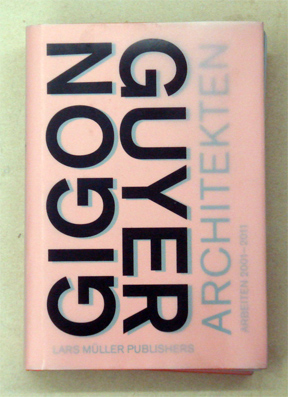 GIGON
GUYER
ARCHITEKTEN
ARBEITEN 2001–2011
LARS MÜLLER PUBLISHERS